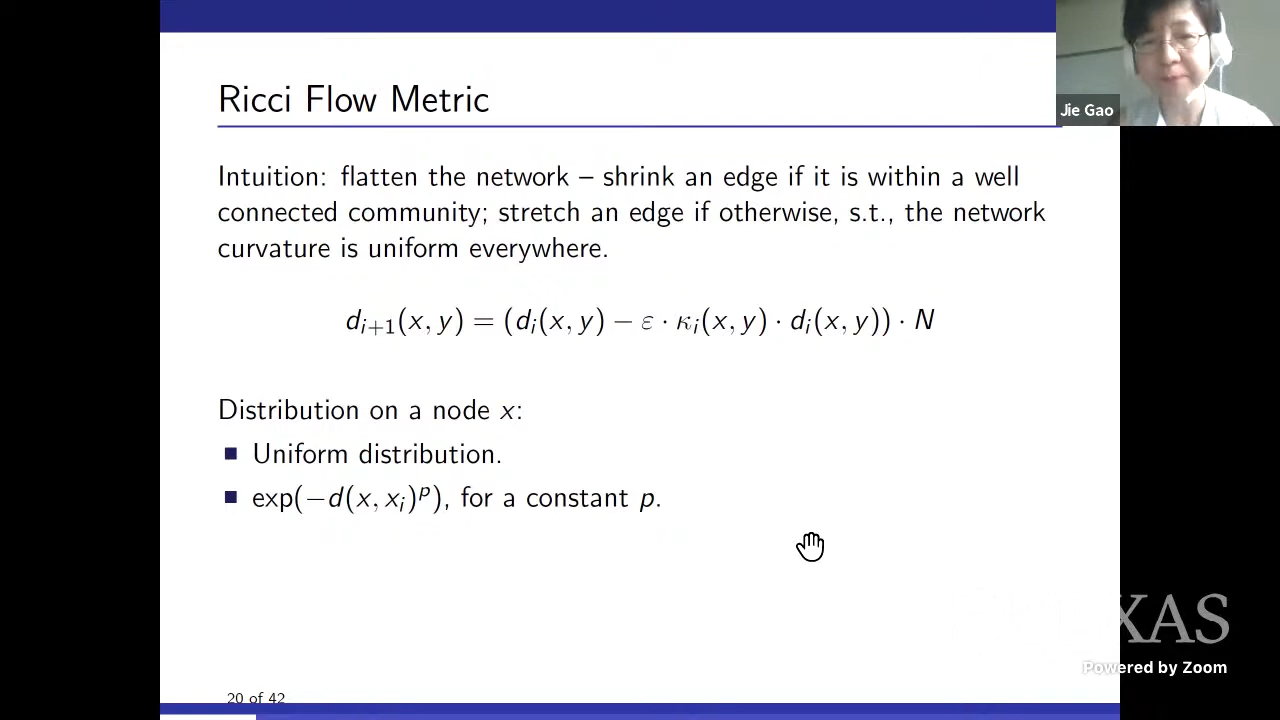 Ricci Flow Metric
Jie Gao
Intuition: flatten the network – shrink an edge if it is within a well
connected community; stretch an edge if otherwise, s.t., the network
curvature is uniform everywhere.
d_{i+1}(x, y) = (d_i(x, y) − ε · κ_i(x, y) · d_i(x, y)) · N
Distribution on a node x:
Uniform distribution.
exp(−d(x, x_i)^p), for a constant p.
XAS
Powered by Zoom
20 of 42